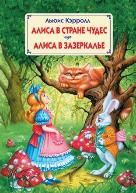 Льюис Кэрролл
АЛИСА В СТРАНЕ ЧУДЕС
АЛИСА В ЗАЗЕРКАЛЬЕ